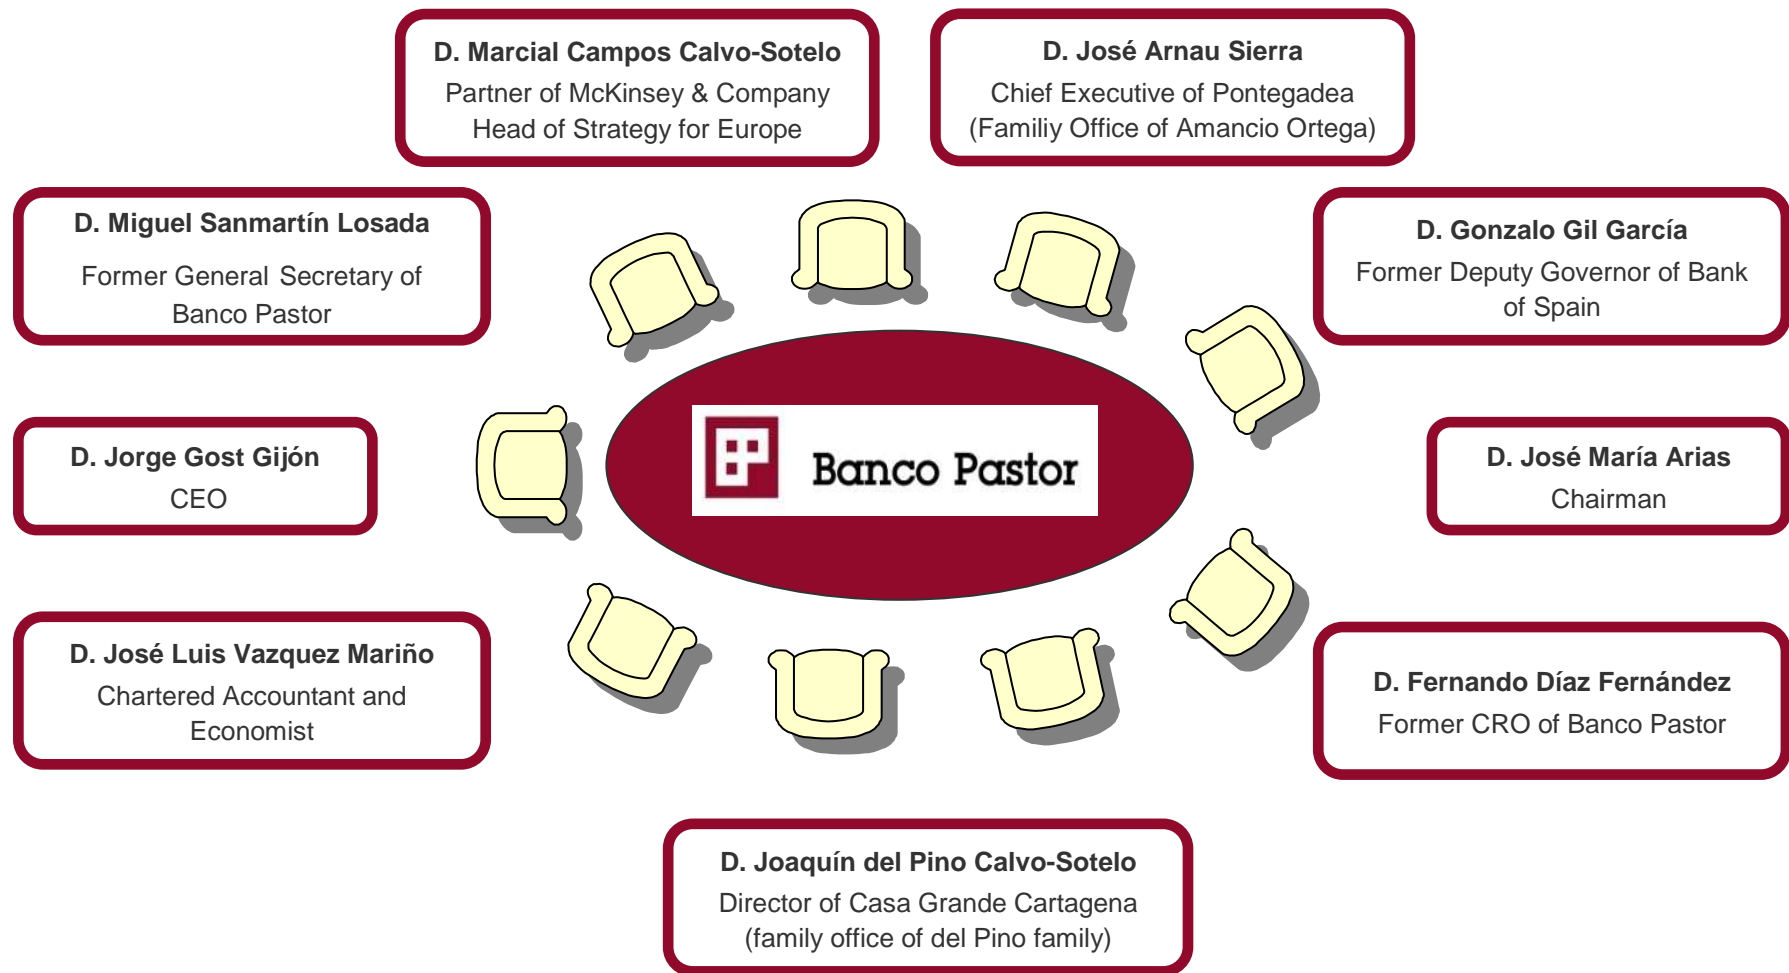 D. Marcial Campos Calvo-Sotelo
Partner of McKinsey & Company
Head of Strategy for Europe
D. José Arnau Sierra
Chief Executive of Pontegadea
(Familiy Office of Amancio Ortega)
D. Miguel Sanmartín Losada
Former General Secretary of
Banco Pastor
D. Gonzalo Gil García
Former Deputy Governor of Bank
of Spain
D. Jorge Gost Gijón
CEO
Banco Pastor
D. José María Arias
Chairman
D. José Luis Vazquez Mariño
Chartered Accountant and
Economist
D. Fernando Díaz Fernández
Former CRO of Banco Pastor
D. Joaquín del Pino Calvo-Sotelo
Director of Casa Grande Cartagena
(family office of del Pino family)